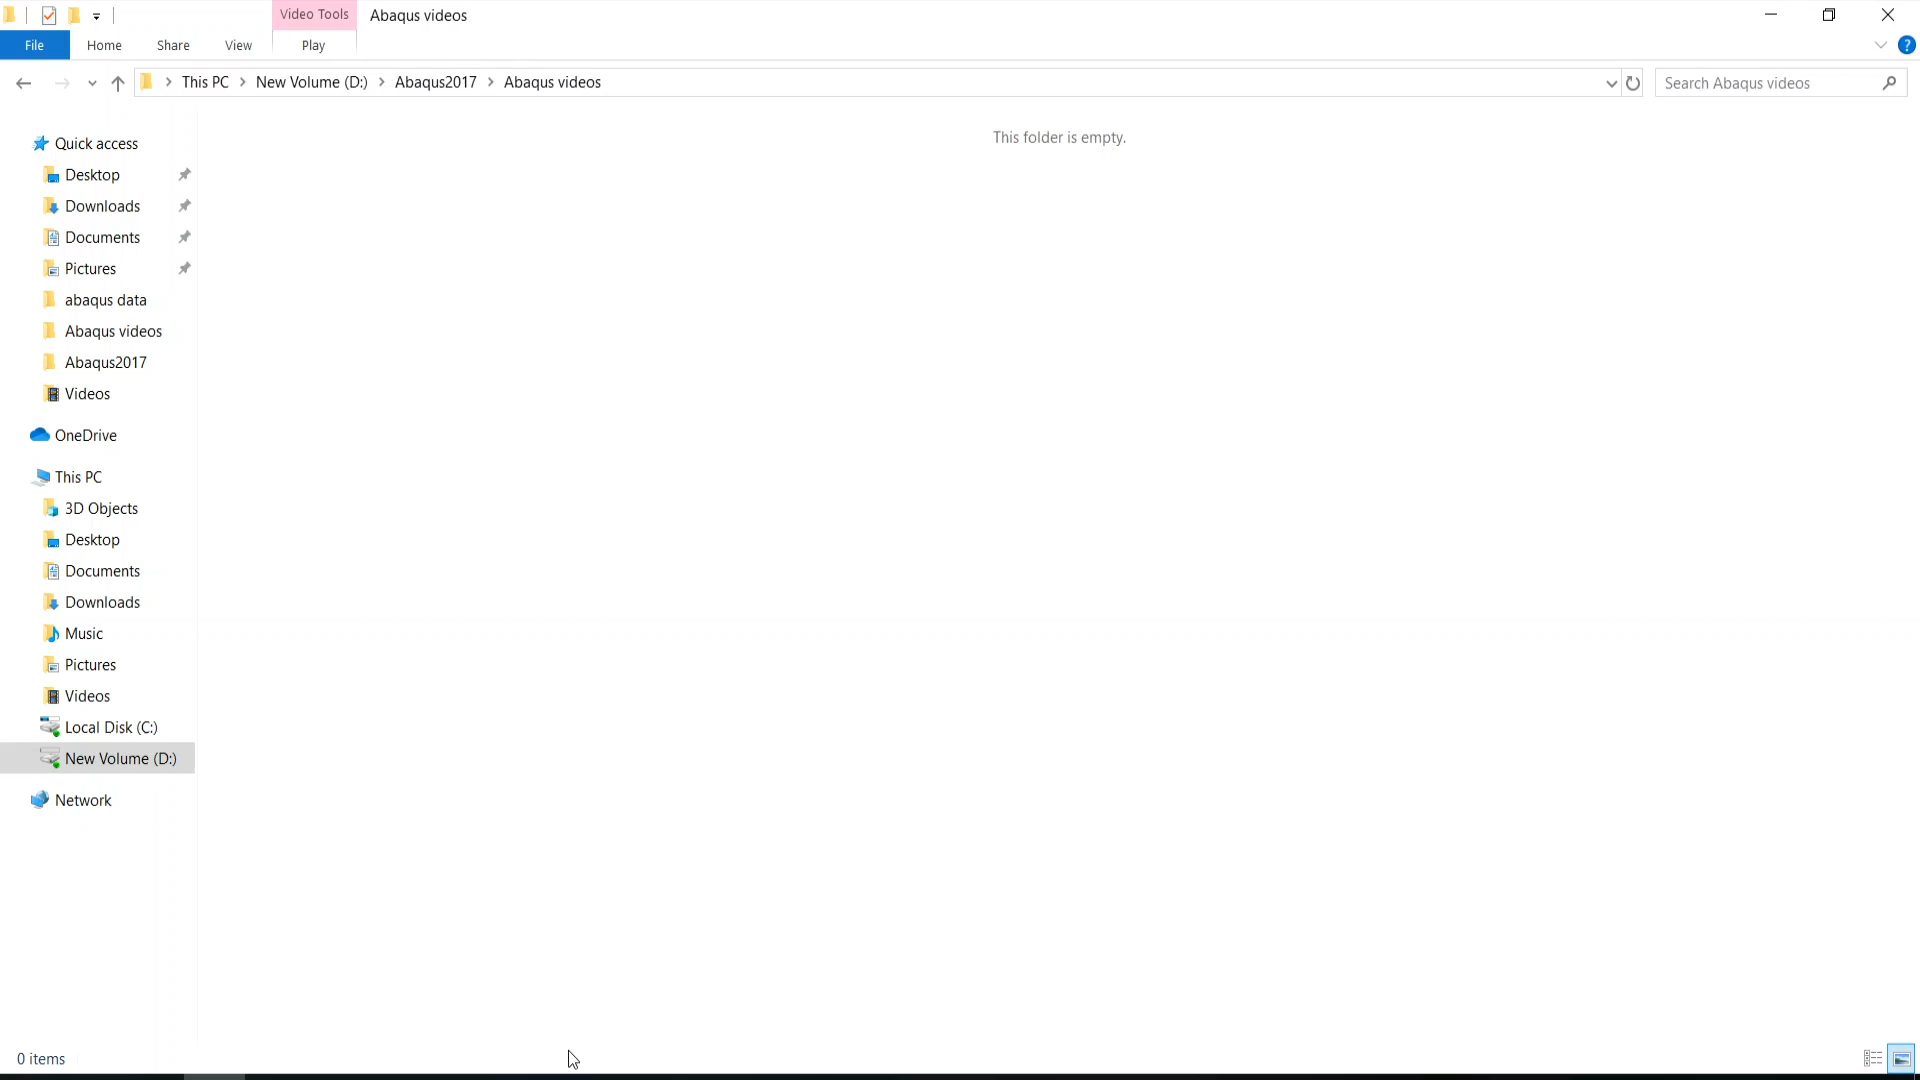 Video Tools
Abaqus videos
File
Home
Share
View
Play
?
This PC
New Volume (D:)
Abaqus2017
Abaqus videos
Search Abaqus videos
Quick access
Desktop
Downloads
Documents
Pictures
abaqus data
Abaqus videos
Abaqus2017
Videos
OneDrive
This PC
3D Objects
Desktop
Documents
Downloads
Music
Pictures
Videos
Local Disk (C:)
New Volume (D:)
Network
This folder is empty.
0 items